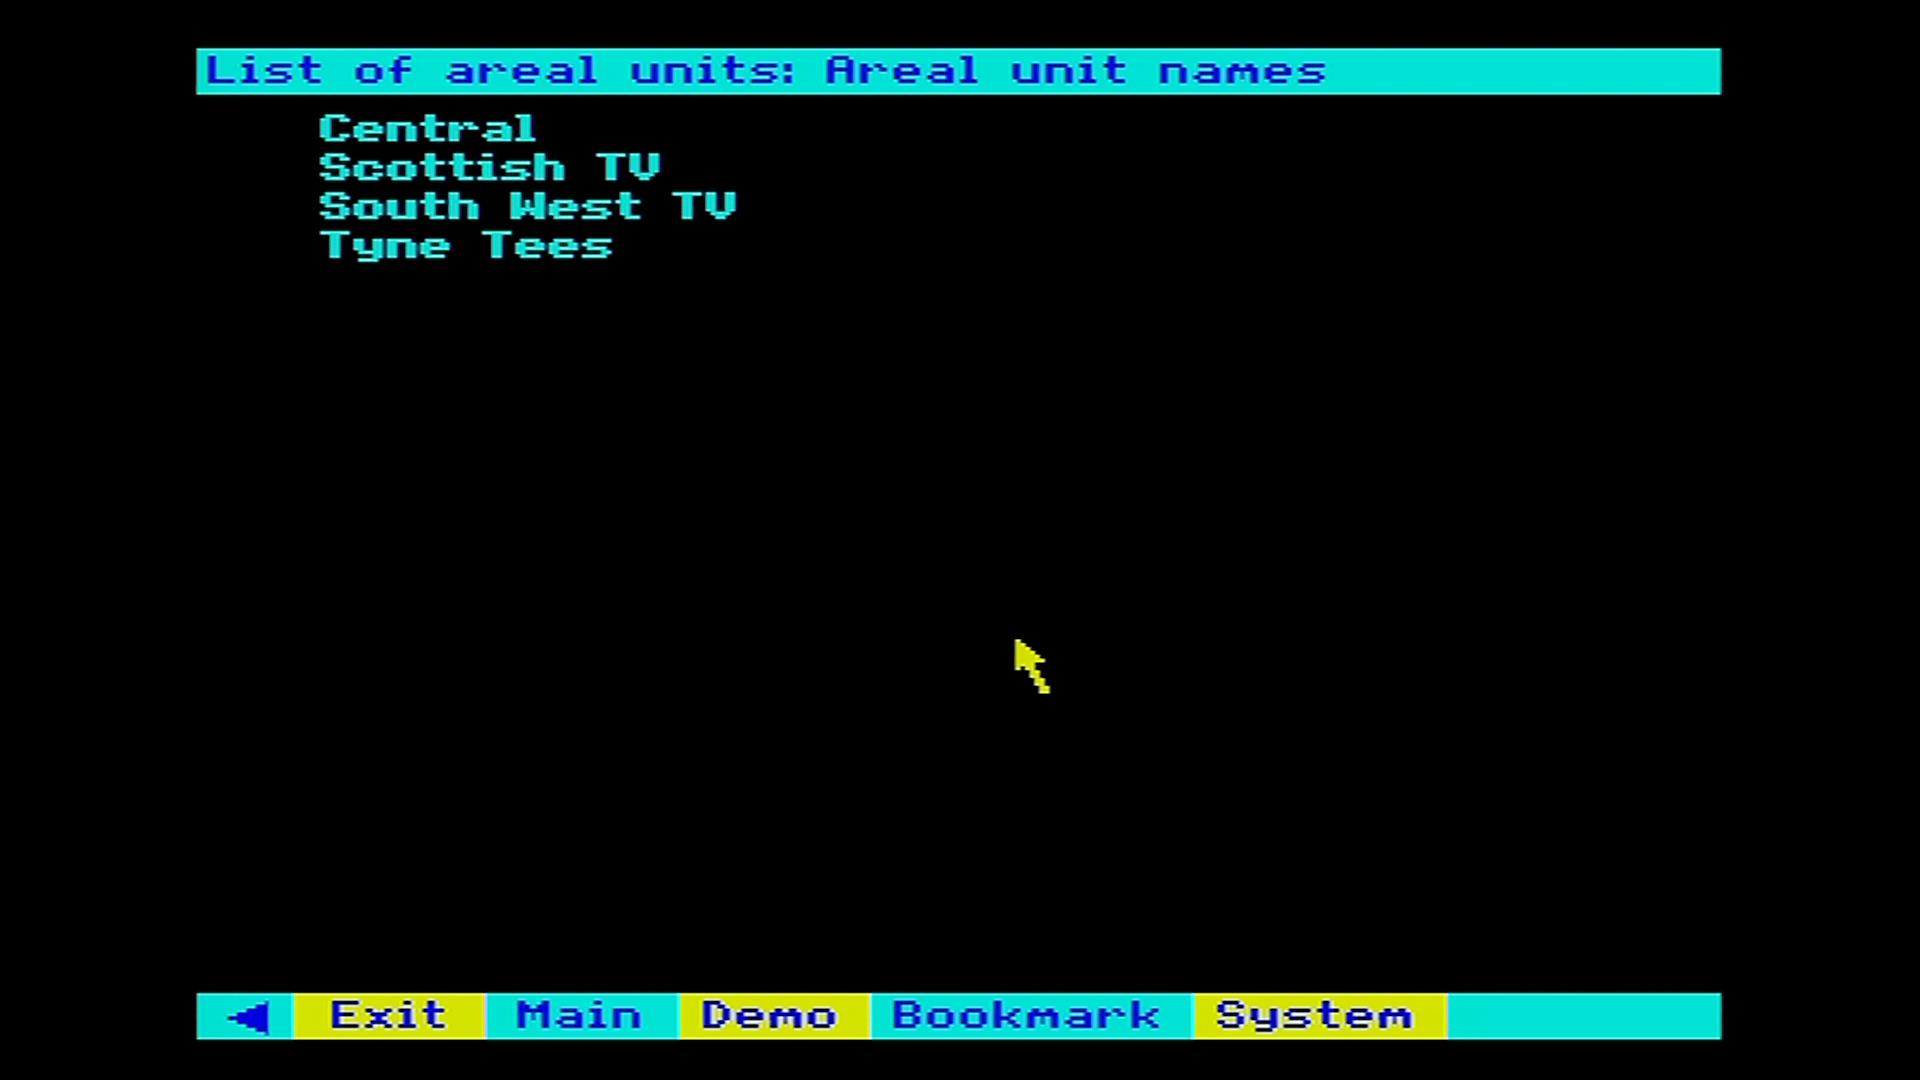 List of areal units: Areal unit names
Central
Scottish TV
South West TV
Tyne Tees
Exit Main Demo Bookmark System